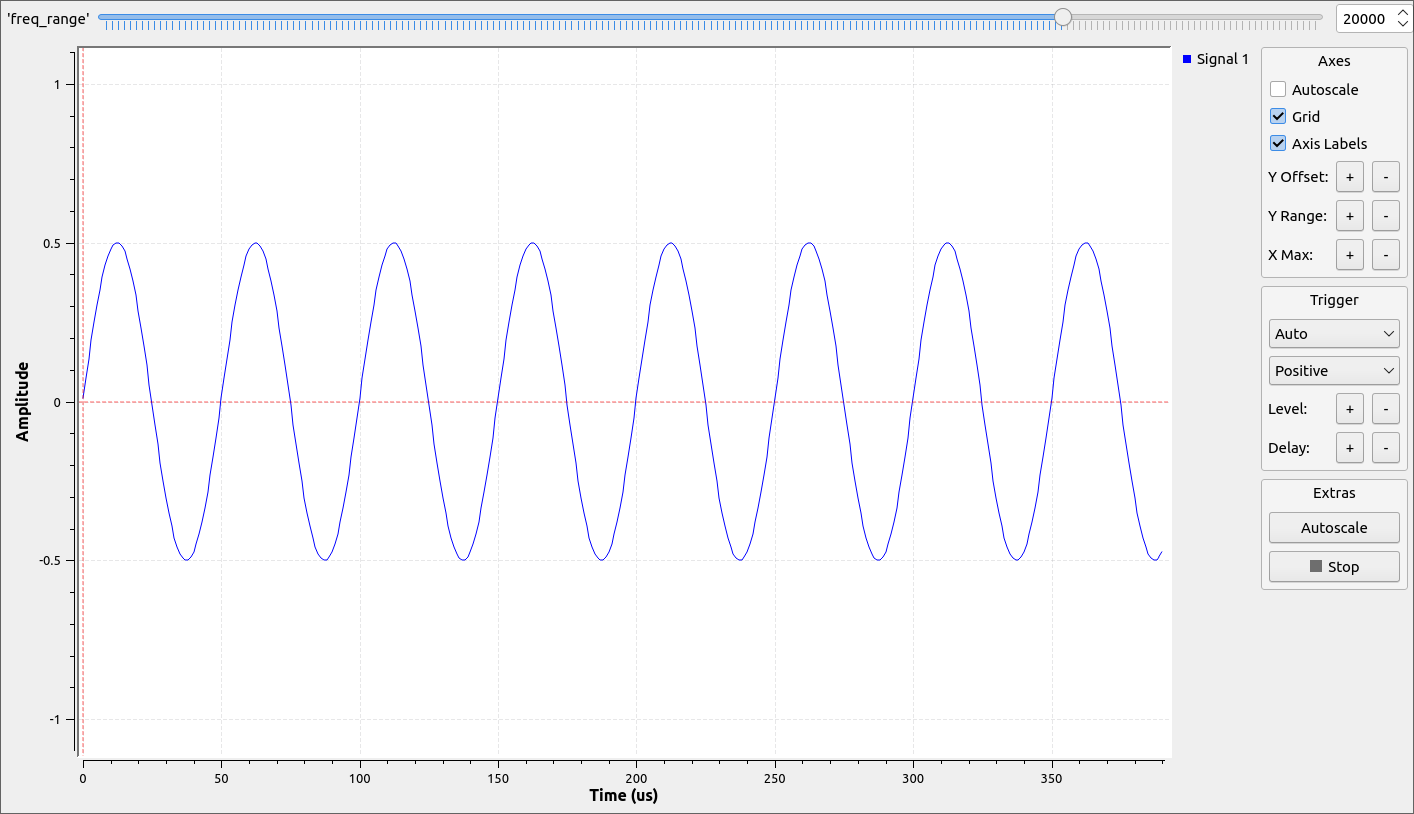 'freq_range'
20000
Signal 1
1
0.5
0
-0.5
-1
Amplitude
0 50 100 150 200 250 300 350
Time (us)
Axes
Autoscale
Grid
Axis Labels
Y Offset: + -
Y Range: + -
X Max: + -
Trigger
Auto
Positive
Level: + -
Delay: + -
Extras
Autoscale
Stop